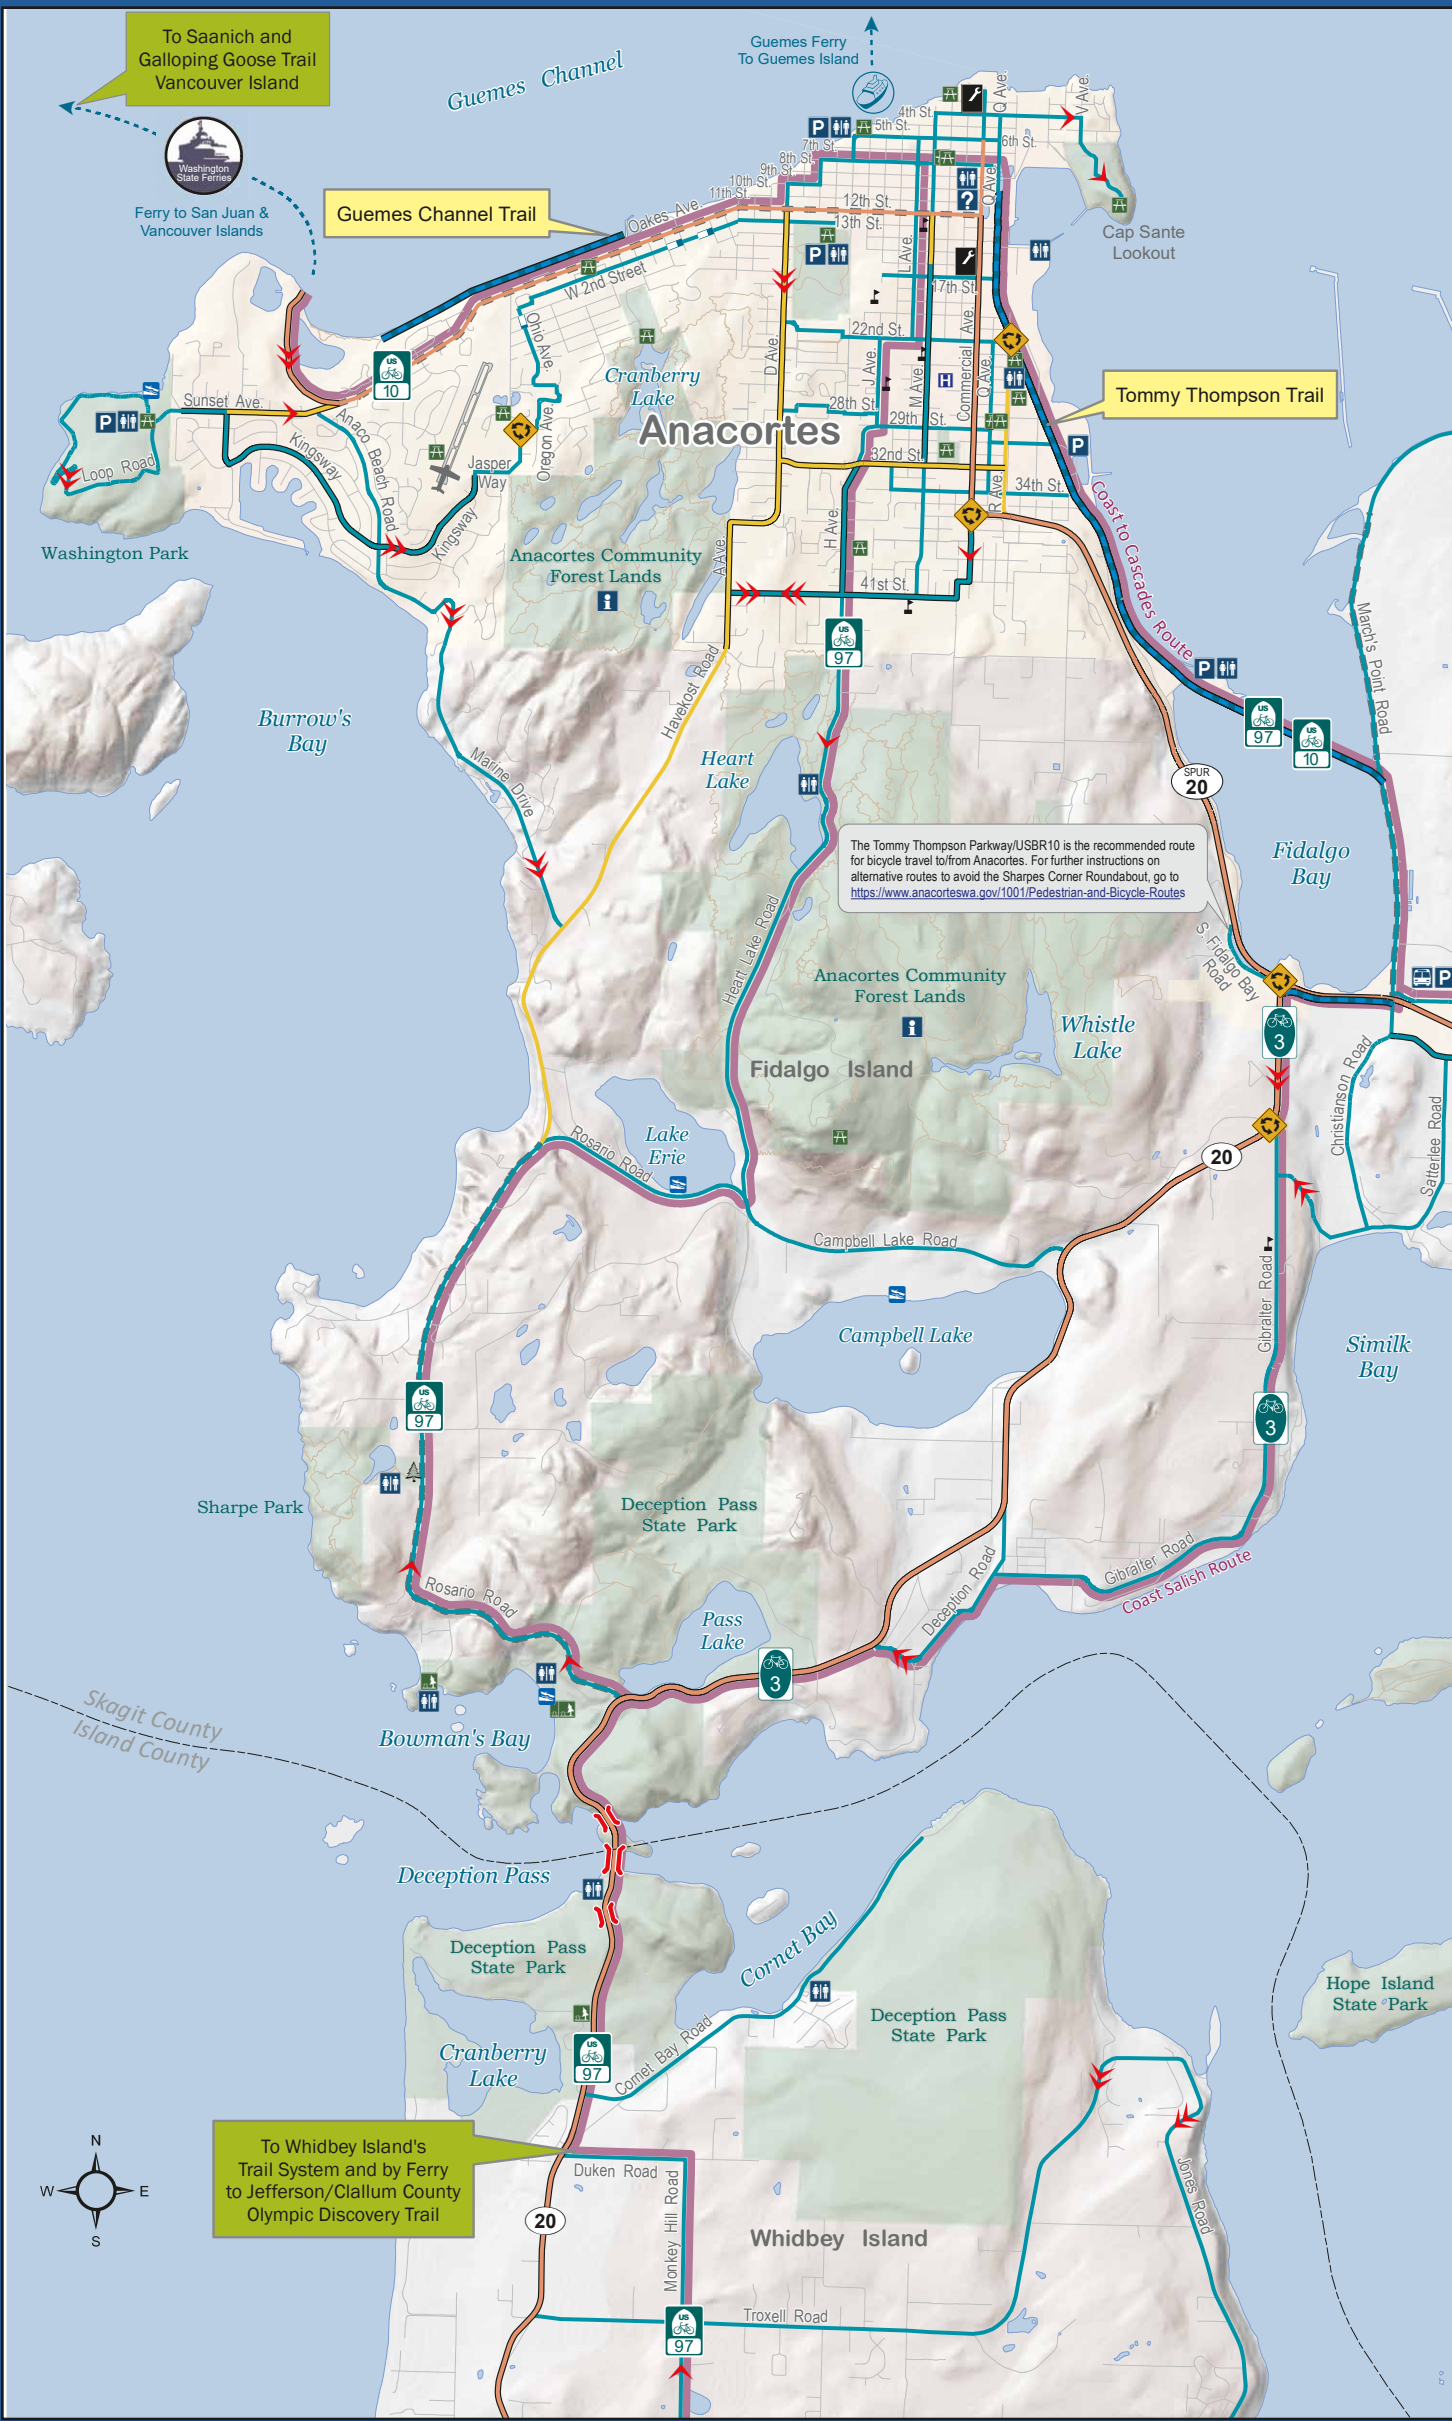 To Saanich and
Galloping Goose Trail
Vancouver Island
Guemes Channel
Guemes Ferry
To Guemes Island
Washington
State Ferries
Ferry to San Juan &
Vancouver Islands
Guemes Channel Trail
Oakes Ave.
W 2nd Street
4th St.
5th St.
6th St.
7th St.
8th St.
9th St.
10th St.
11th St.
12th St.
13th St.
17th St.
22nd St.
28th St.
29th St.
32nd St.
34th St.
41st St.
Q Ave.
V Ave.
Q Ave.
L Ave.
D Ave.
J Ave.
M Ave.
Commercial Ave.
Q Ave.
R Ave.
H Ave.
A Ave.
P
P
?
H
Cap Sante
Lookout
Tommy Thompson Trail
P
US
10
Sunset Ave.
P
Loop Road
Washington Park
Kingsway
Anaco Beach Road
Kingsway
Jasper
Way
Ohio Ave.
Oregon Ave.
Cranberry
Lake
Anacortes
Anacortes Community
Forest Lands
i
Coast to Cascades Route
P
March's Point Road
US
97
US
97
US
10
SPUR
20
Burrow's
Bay
Marine Drive
Havekost Road
Heart
Lake
The Tommy Thompson Parkway/USBR10 is the recommended route
for bicycle travel to/from Anacortes. For further instructions on
alternative routes to avoid the Sharpes Corner Roundabout, go to
https://www.anacorteswa.gov/1001/Pedestrian-and-Bicycle-Routes
Fidalgo
Bay
Heart Lake Road
S. Fidalgo Bay
Road
P
Anacortes Community
Forest Lands
i
Whistle
Lake
3
Fidalgo Island
Christianson Road
Satterlee Road
Lake
Erie
Rosario Road
20
Campbell Lake Road
Campbell Lake
Gibralter Road
Similk
Bay
US
97
3
Sharpe Park
Deception Pass
State Park
Rosario Road
Pass
Lake
Deception Road
Gibralter Road
Coast Salish Route
3
Skagit County
Island County
Bowman's Bay
Deception Pass
Deception Pass
State Park
Cornet Bay
Deception Pass
State Park
Hope Island
State Park
Cranberry
Lake
US
97
Cornet Bay Road
N
W
E
S
To Whidbey Island's
Trail System and by Ferry
to Jefferson/Clallum County
Olympic Discovery Trail
Duken Road
Monkey Hill Road
20
Whidbey Island
Jones Road
Troxell Road
US
97